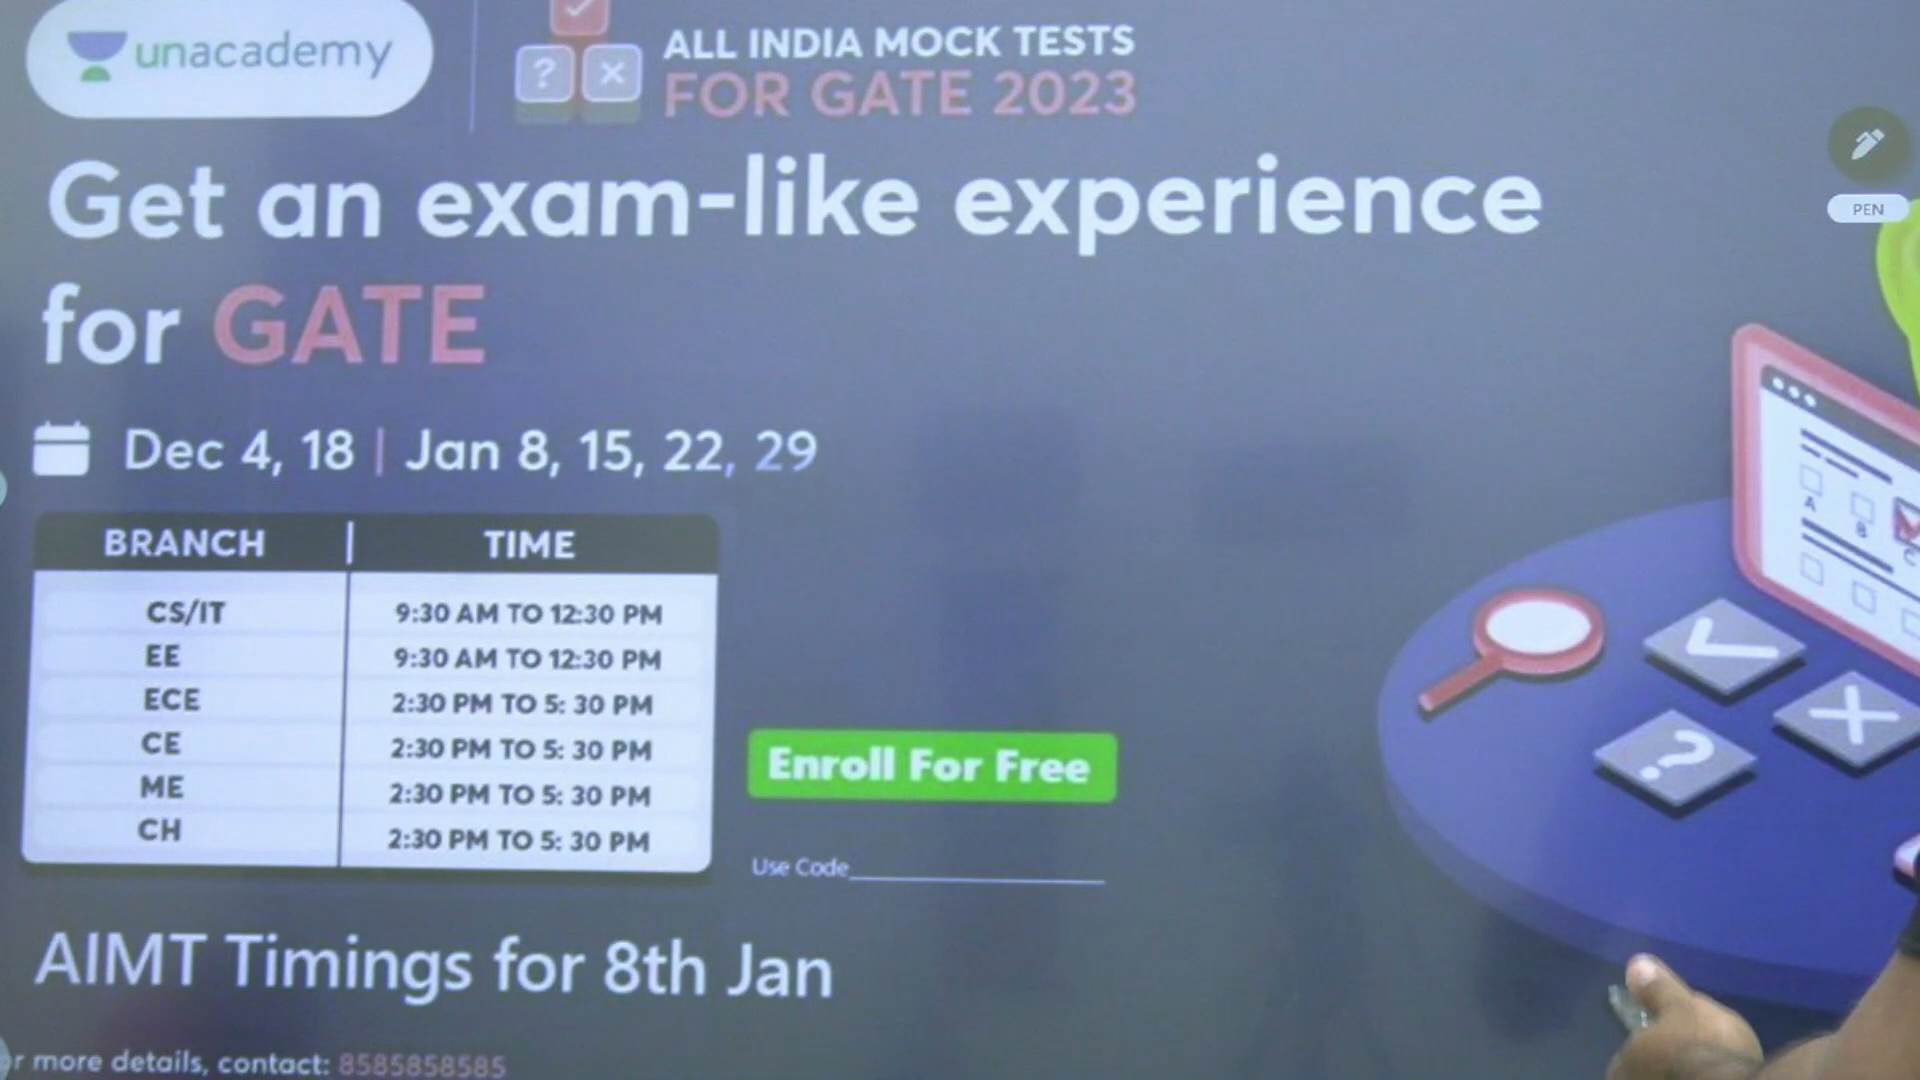 unacademy
ALL INDIA MOCK TESTS
FOR GATE 2023
Get an exam-like experience
for GATE
PEN
Dec 4, 18 | Jan 8, 15, 22, 29
BRANCH | TIME
CS/IT 9:30 AM TO 12:30 PM
EE 9:30 AM TO 12:30 PM
ECE 2:30 PM TO 5: 30 PM
CE 2:30 PM TO 5: 30 PM
ME 2:30 PM TO 5: 30 PM
CH 2:30 PM TO 5: 30 PM
A B C
Enroll For Free
Use Code
AIMT Timings for 8th Jan
or more details, contact: 8585858585